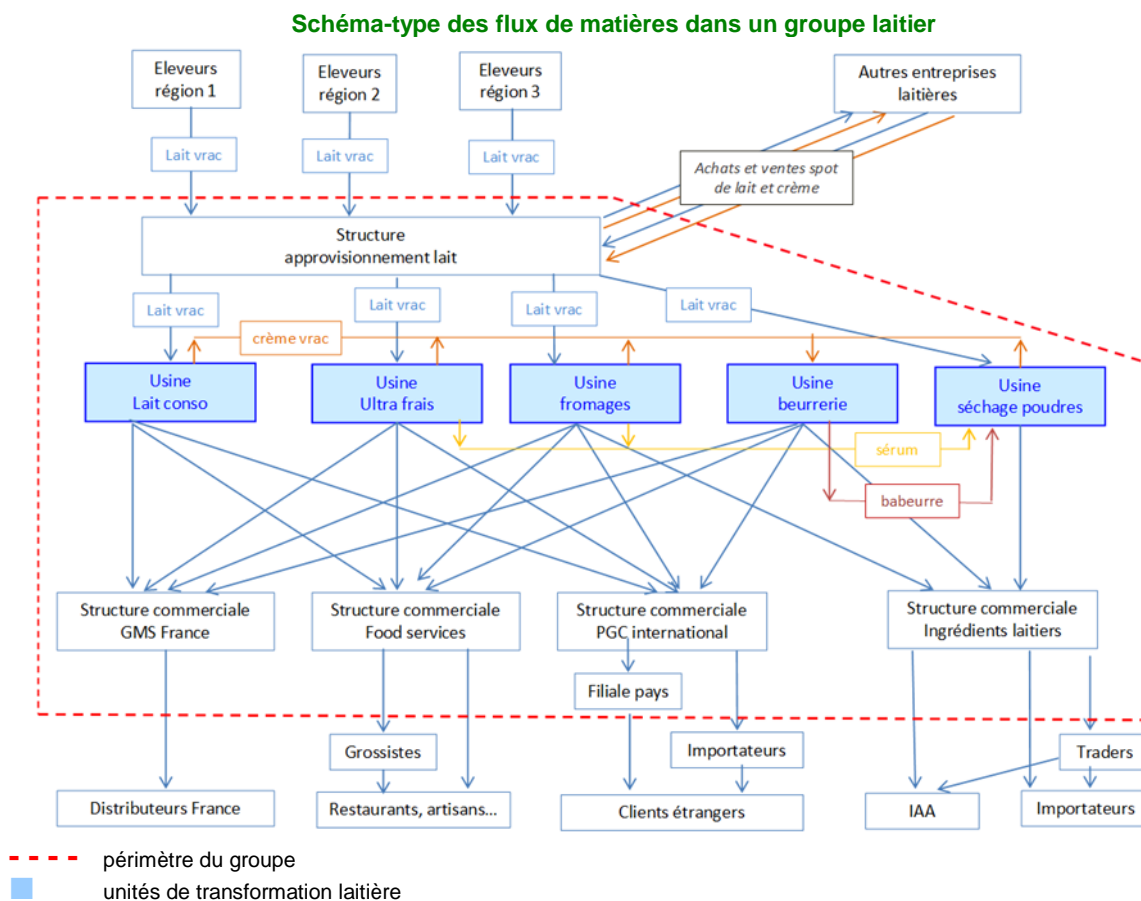 Schéma-type des flux de matières dans un groupe laitier
Eleveurs
région 1
Eleveurs
région 2
Eleveurs
région 3
Autres entreprises
laitières
Lait vrac
Lait vrac
Lait vrac
Achats et ventes spot
de lait et crème
Structure
approvisionnement lait
Lait vrac
Lait vrac
Lait vrac
Lait vrac
crème vrac
Usine
Lait conso
Usine
Ultra frais
Usine
fromages
Usine
beurrerie
Usine
séchage poudres
sérum
babeurre
Structure commerciale
GMS France
Structure commerciale
Food services
Structure commerciale
PGC international
Structure commerciale
Ingrédients laitiers
Filiale pays
Grossistes
Importateurs
Traders
Distributeurs France
Restaurants, artisans...
Clients étrangers
IAA
Importateurs
périmètre du groupe
unités de transformation laitière